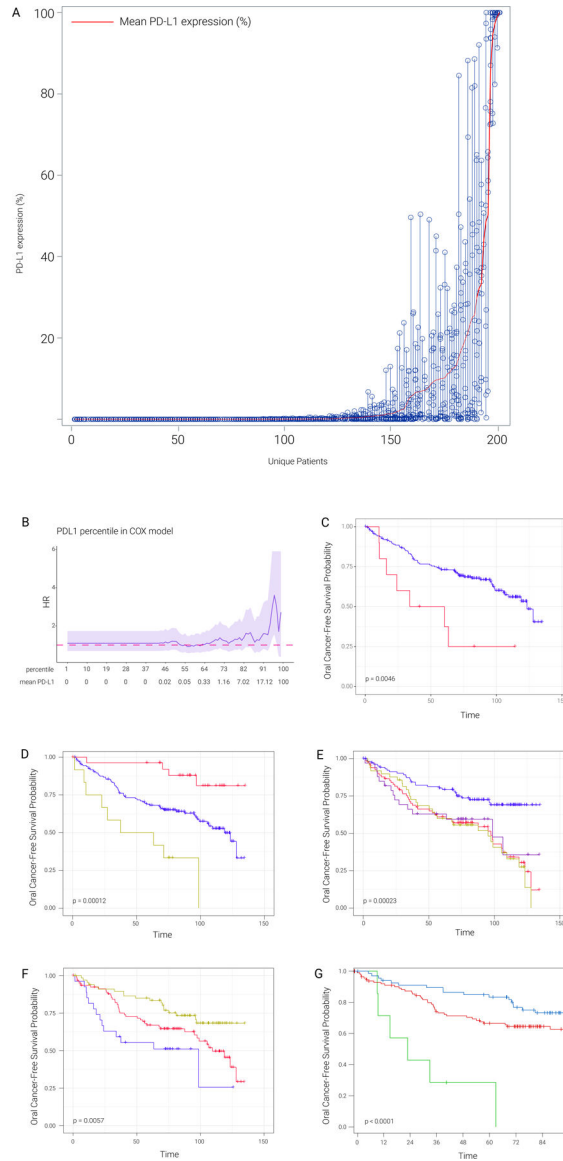 A
Mean PD-L1 expression (%)
100
80
60
40
20
PD-L1 expression (%)
0
50
100
150
200
Unique Patients
B
PDL1 percentile in COX model
6
4
2
HR
percentile 1 10 19 28 37 46 55 64 73 82 91 100
mean PD-L1 0 0 0 0 0 0.02 0.05 0.33 1.16 7.02 17.12 100
C
Oral Cancer-Free Survival Probability
1.00
0.75
0.50
0.25
0.00
p = 0.0046
0 50 100 150
Time
D
Oral Cancer-Free Survival Probability
1.00
0.75
0.50
0.25
0.00
p = 0.00012
0 50 100 150
Time
E
Oral Cancer-Free Survival Probability
1.00
0.75
0.50
0.25
0.00
p = 0.00023
0 50 100 150
Time
F
Oral Cancer-Free Survival Probability
1.00
0.75
0.50
0.25
0.00
p = 0.0057
0 50 100 150
Time
G
Oral Cancer-Free Survival Probability
1.0
0.8
0.6
0.4
0.2
0.0
p < 0.0001
0 12 24 36 48 60 72 84
Time